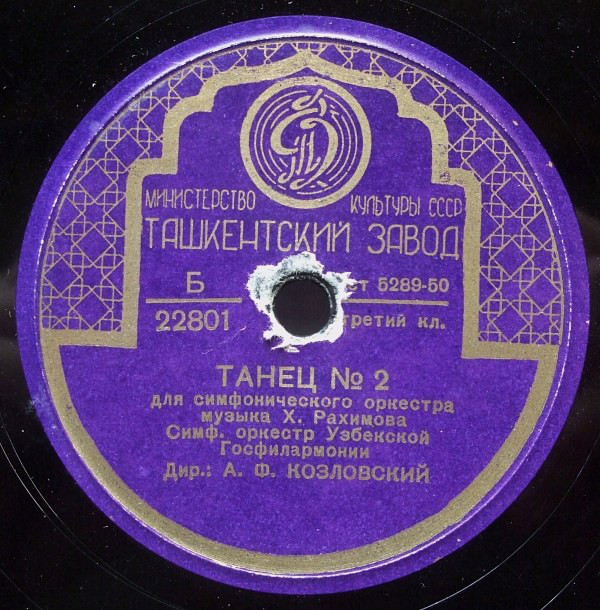 МИНИСТЕРСТВО КУЛЬТУРЫ СССР
ТАШКЕНТСКИЙ ЗАВОД
Б ст 5289-50
22801 третий кл.
ТАНЕЦ № 2
для симфонического оркестра
музыка Х. Рахимова
Симф. оркестр Узбекской
Госфилармонии
Дир.: А. Ф. КОЗЛОВСКИЙ